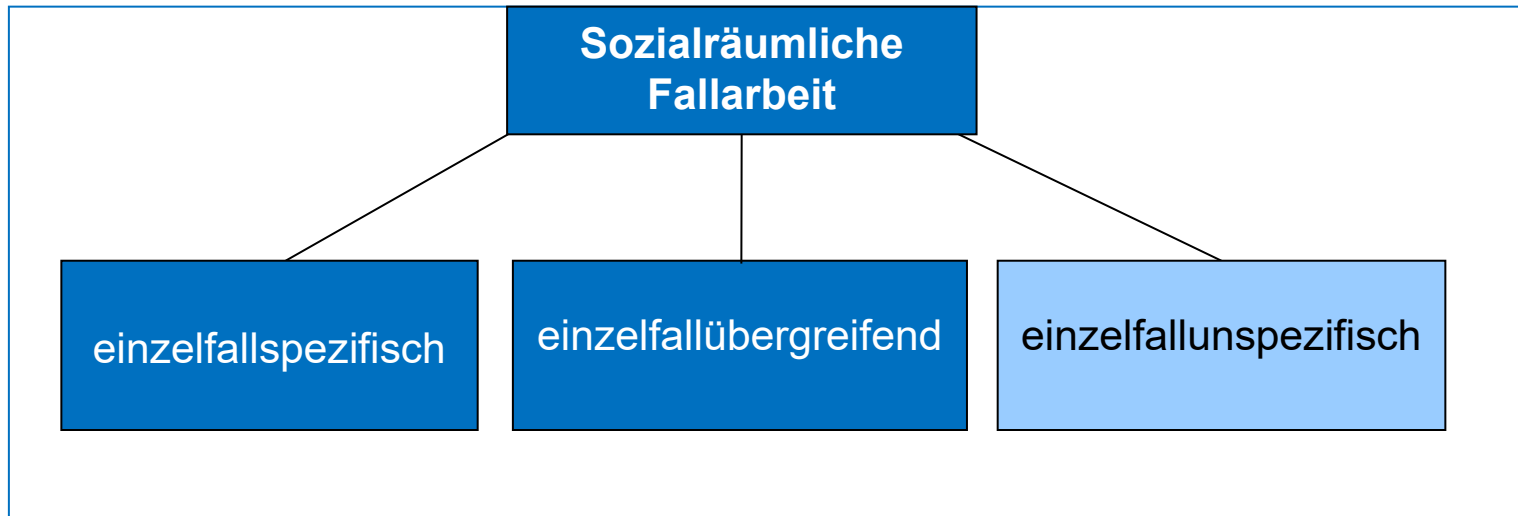 Sozialräumliche
Fallarbeit
einzelfallspezifisch
einzelfallübergreifend
einzelfallunspezifisch